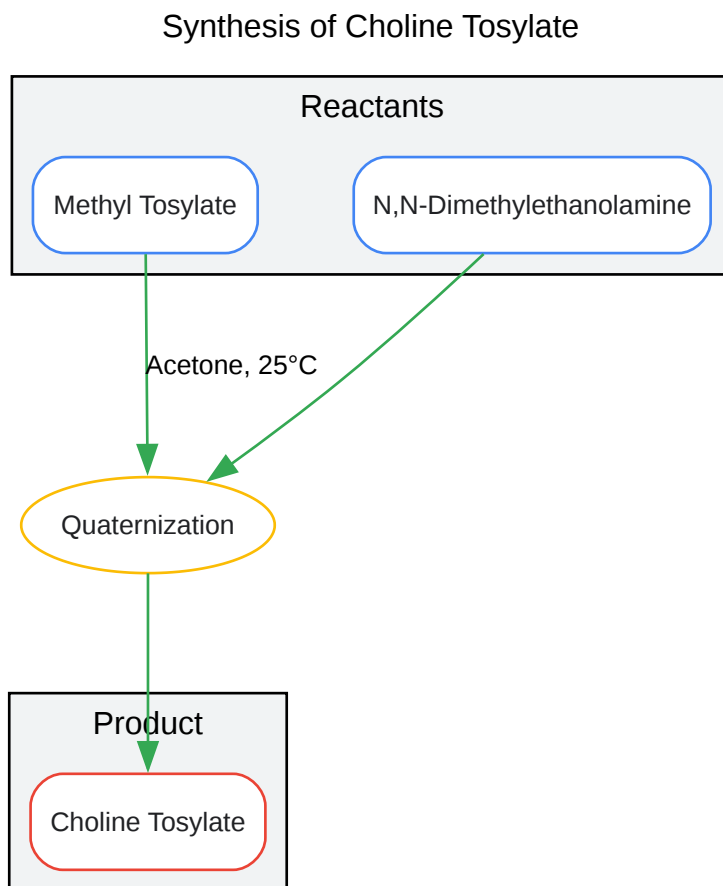 Synthesis of Choline Tosylate
Reactants
Methyl Tosylate
N,N-Dimethylethanolamine
Acetone, 25°C
Quaternization
Product
Choline Tosylate